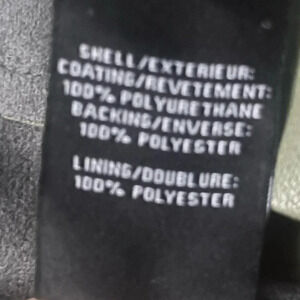 SHELL/EXTERIEUR:
COATING/REVETEMENT:
100% POLYURETHANE
BACKING/ENVERSE:
100% POLYESTER
LINING/DOUBLURE:
100% POLYESTER